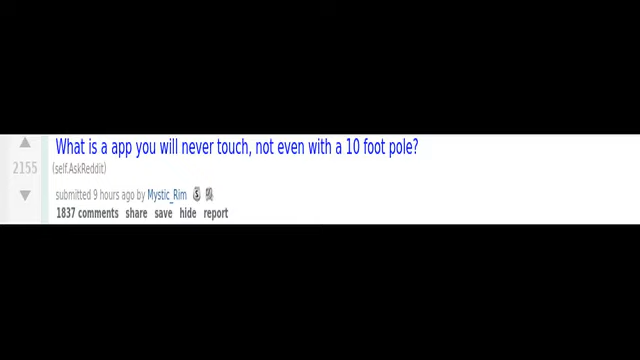 What is a app you will never touch, not even with a 10 foot pole?
2155 (self.AskReddit)
submitted 9 hours ago by Mystic_Rim
1837 comments share save hide report